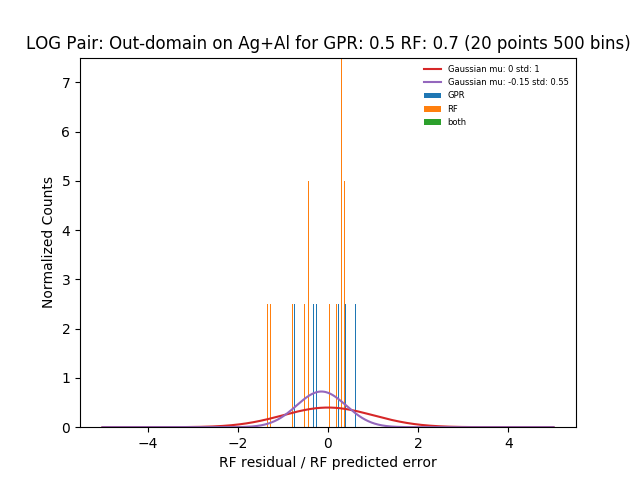 LOG Pair: Out-domain on Ag+Al for GPR: 0.5 RF: 0.7 (20 points 500 bins)
Gaussian mu: 0 std: 1
Gaussian mu: -0.15 std: 0.55
GPR
RF
both
Normalized Counts
7
6
5
4
3
2
1
0
−4
−2
0
2
4
RF residual / RF predicted error